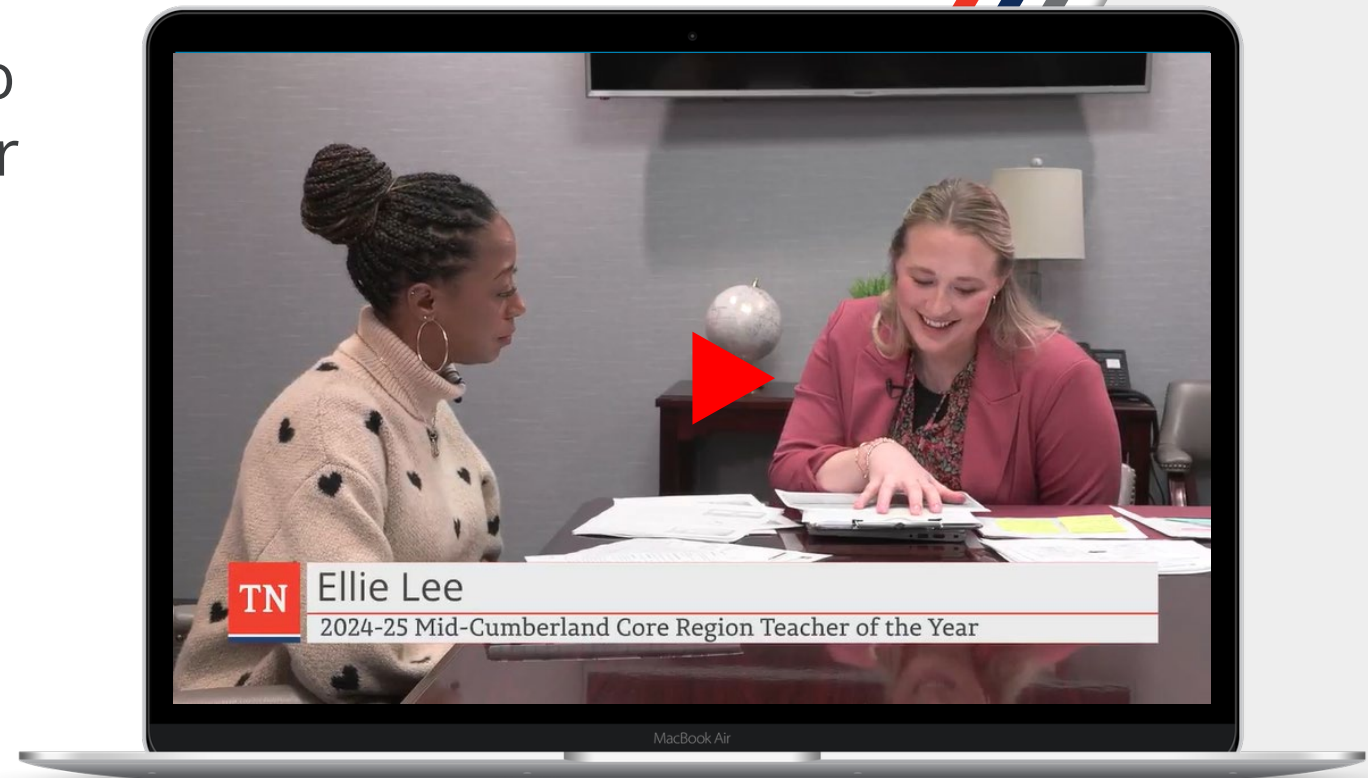 TN
Ellie Lee
2024-25 Mid-Cumberland Core Region Teacher of the Year
MacBook Air